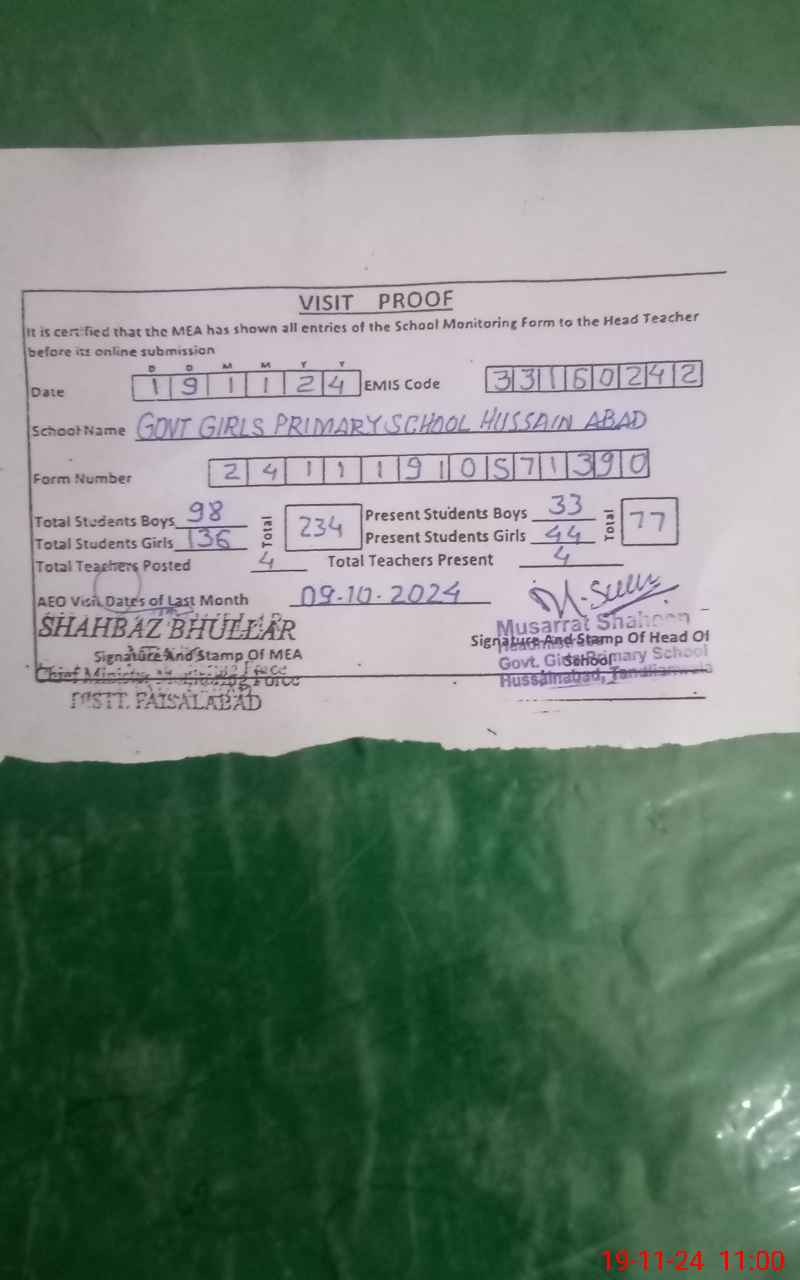 VISIT PROOF
It is certified that the MEA has shown all entries of the School Monitoring Form to the Head Teacher
before its online submission
D D M M Y Y
Date 1 9 1 1 2 4 EMIS Code 3 3 1 6 0 2 4 2
School Name GOVT GIRLS PRIMARY SCHOOL HUSSAIN ABAD
Form Number 2 4 1 1 1 9 1 0 5 7 1 3 9 0
Total Students Boys 98 Total 234 Present Students Boys 33 Total 77
Total Students Girls 136 Present Students Girls 44
Total Teachers Posted 4 Total Teachers Present 4
AEO Visit Dates of Last Month 09-10-2024
SHAHBAZ BHULLAR Musarrat Shaheen
Signature And Stamp Of MEA Signature And Stamp Of Head Of
School
Govt. Girls Primary School
Chief Minister Monitoring Force Hussainabad, Tandlianwala
DISTT. FAISALABAD
19-11-24 11:00